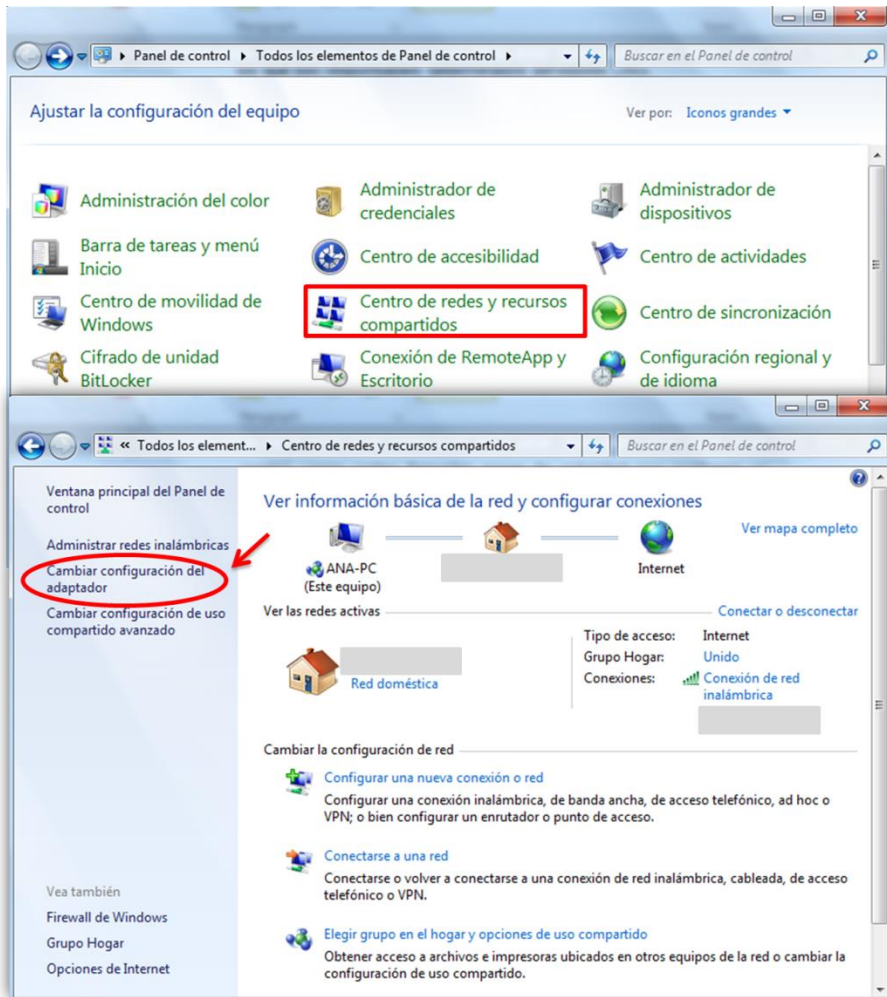 Panel de control
Todos los elementos de Panel de control
Buscar en el Panel de control
Ajustar la configuración del equipo
Ver por: Iconos grandes
Administración del color
Administrador de
credenciales
Administrador de
dispositivos
Barra de tareas y menú
Inicio
Centro de accesibilidad
Centro de actividades
Centro de movilidad de
Windows
Centro de redes y recursos
compartidos
Centro de sincronización
Cifrado de unidad
BitLocker
Conexión de RemoteApp y
Escritorio
Configuración regional y
de idioma
« Todos los element...
Centro de redes y recursos compartidos
Buscar en el Panel de control
Ventana principal del Panel de
control
Administrar redes inalámbricas
Cambiar configuración del
adaptador
Cambiar configuración de uso
compartido avanzado
Vea también
Firewall de Windows
Grupo Hogar
Opciones de Internet
Ver información básica de la red y configurar conexiones
Ver mapa completo
ANA-PC
(Este equipo)
Internet
Ver las redes activas
Conectar o desconectar
Red doméstica
Tipo de acceso: Internet
Grupo Hogar: Unido
Conexiones: Conexión de red
inalámbrica
Cambiar la configuración de red
Configurar una nueva conexión o red
Configurar una conexión inalámbrica, de banda ancha, de acceso telefónico, ad hoc o
VPN; o bien configurar un enrutador o punto de acceso.
Conectarse a una red
Conectarse o volver a conectarse a una conexión de red inalámbrica, cableada, de acceso
telefónico o VPN.
Elegir grupo en el hogar y opciones de uso compartido
Obtener acceso a archivos e impresoras ubicados en otros equipos de la red o cambiar la
configuración de uso compartido.